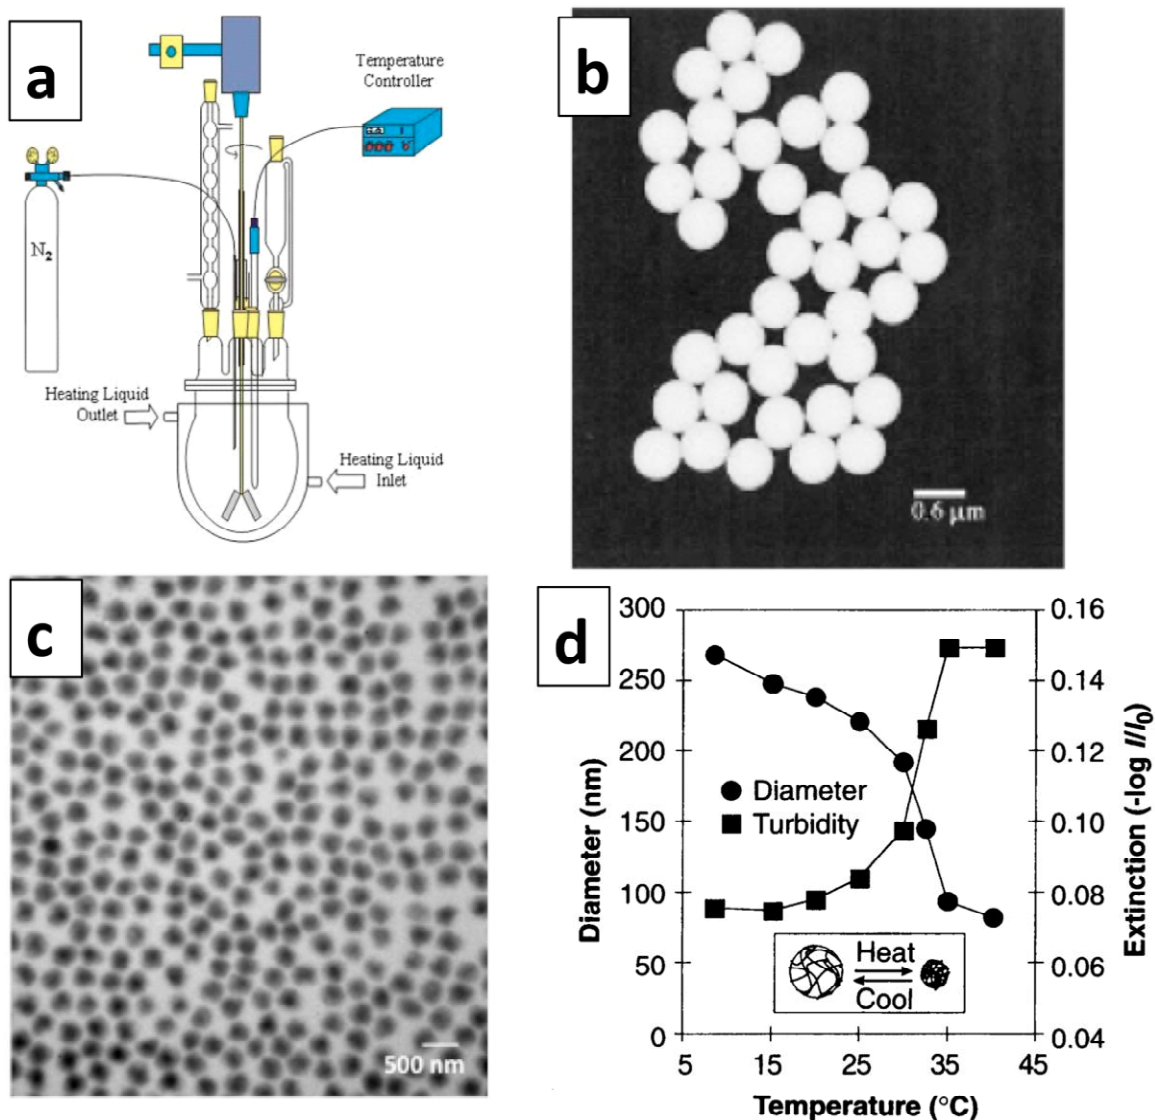 a
Temperature
Controller
N2
Heating Liquid
Outlet
Heating Liquid
Inlet
b
0.6 µm
c
500 nm
d
300
250
200
150
100
50
0
Diameter (nm)
0.16
0.14
0.12
0.10
0.08
0.06
0.04
Extinction (-log I/I0)
Diameter
Turbidity
Heat
Cool
5 15 25 35 45
Temperature (°C)